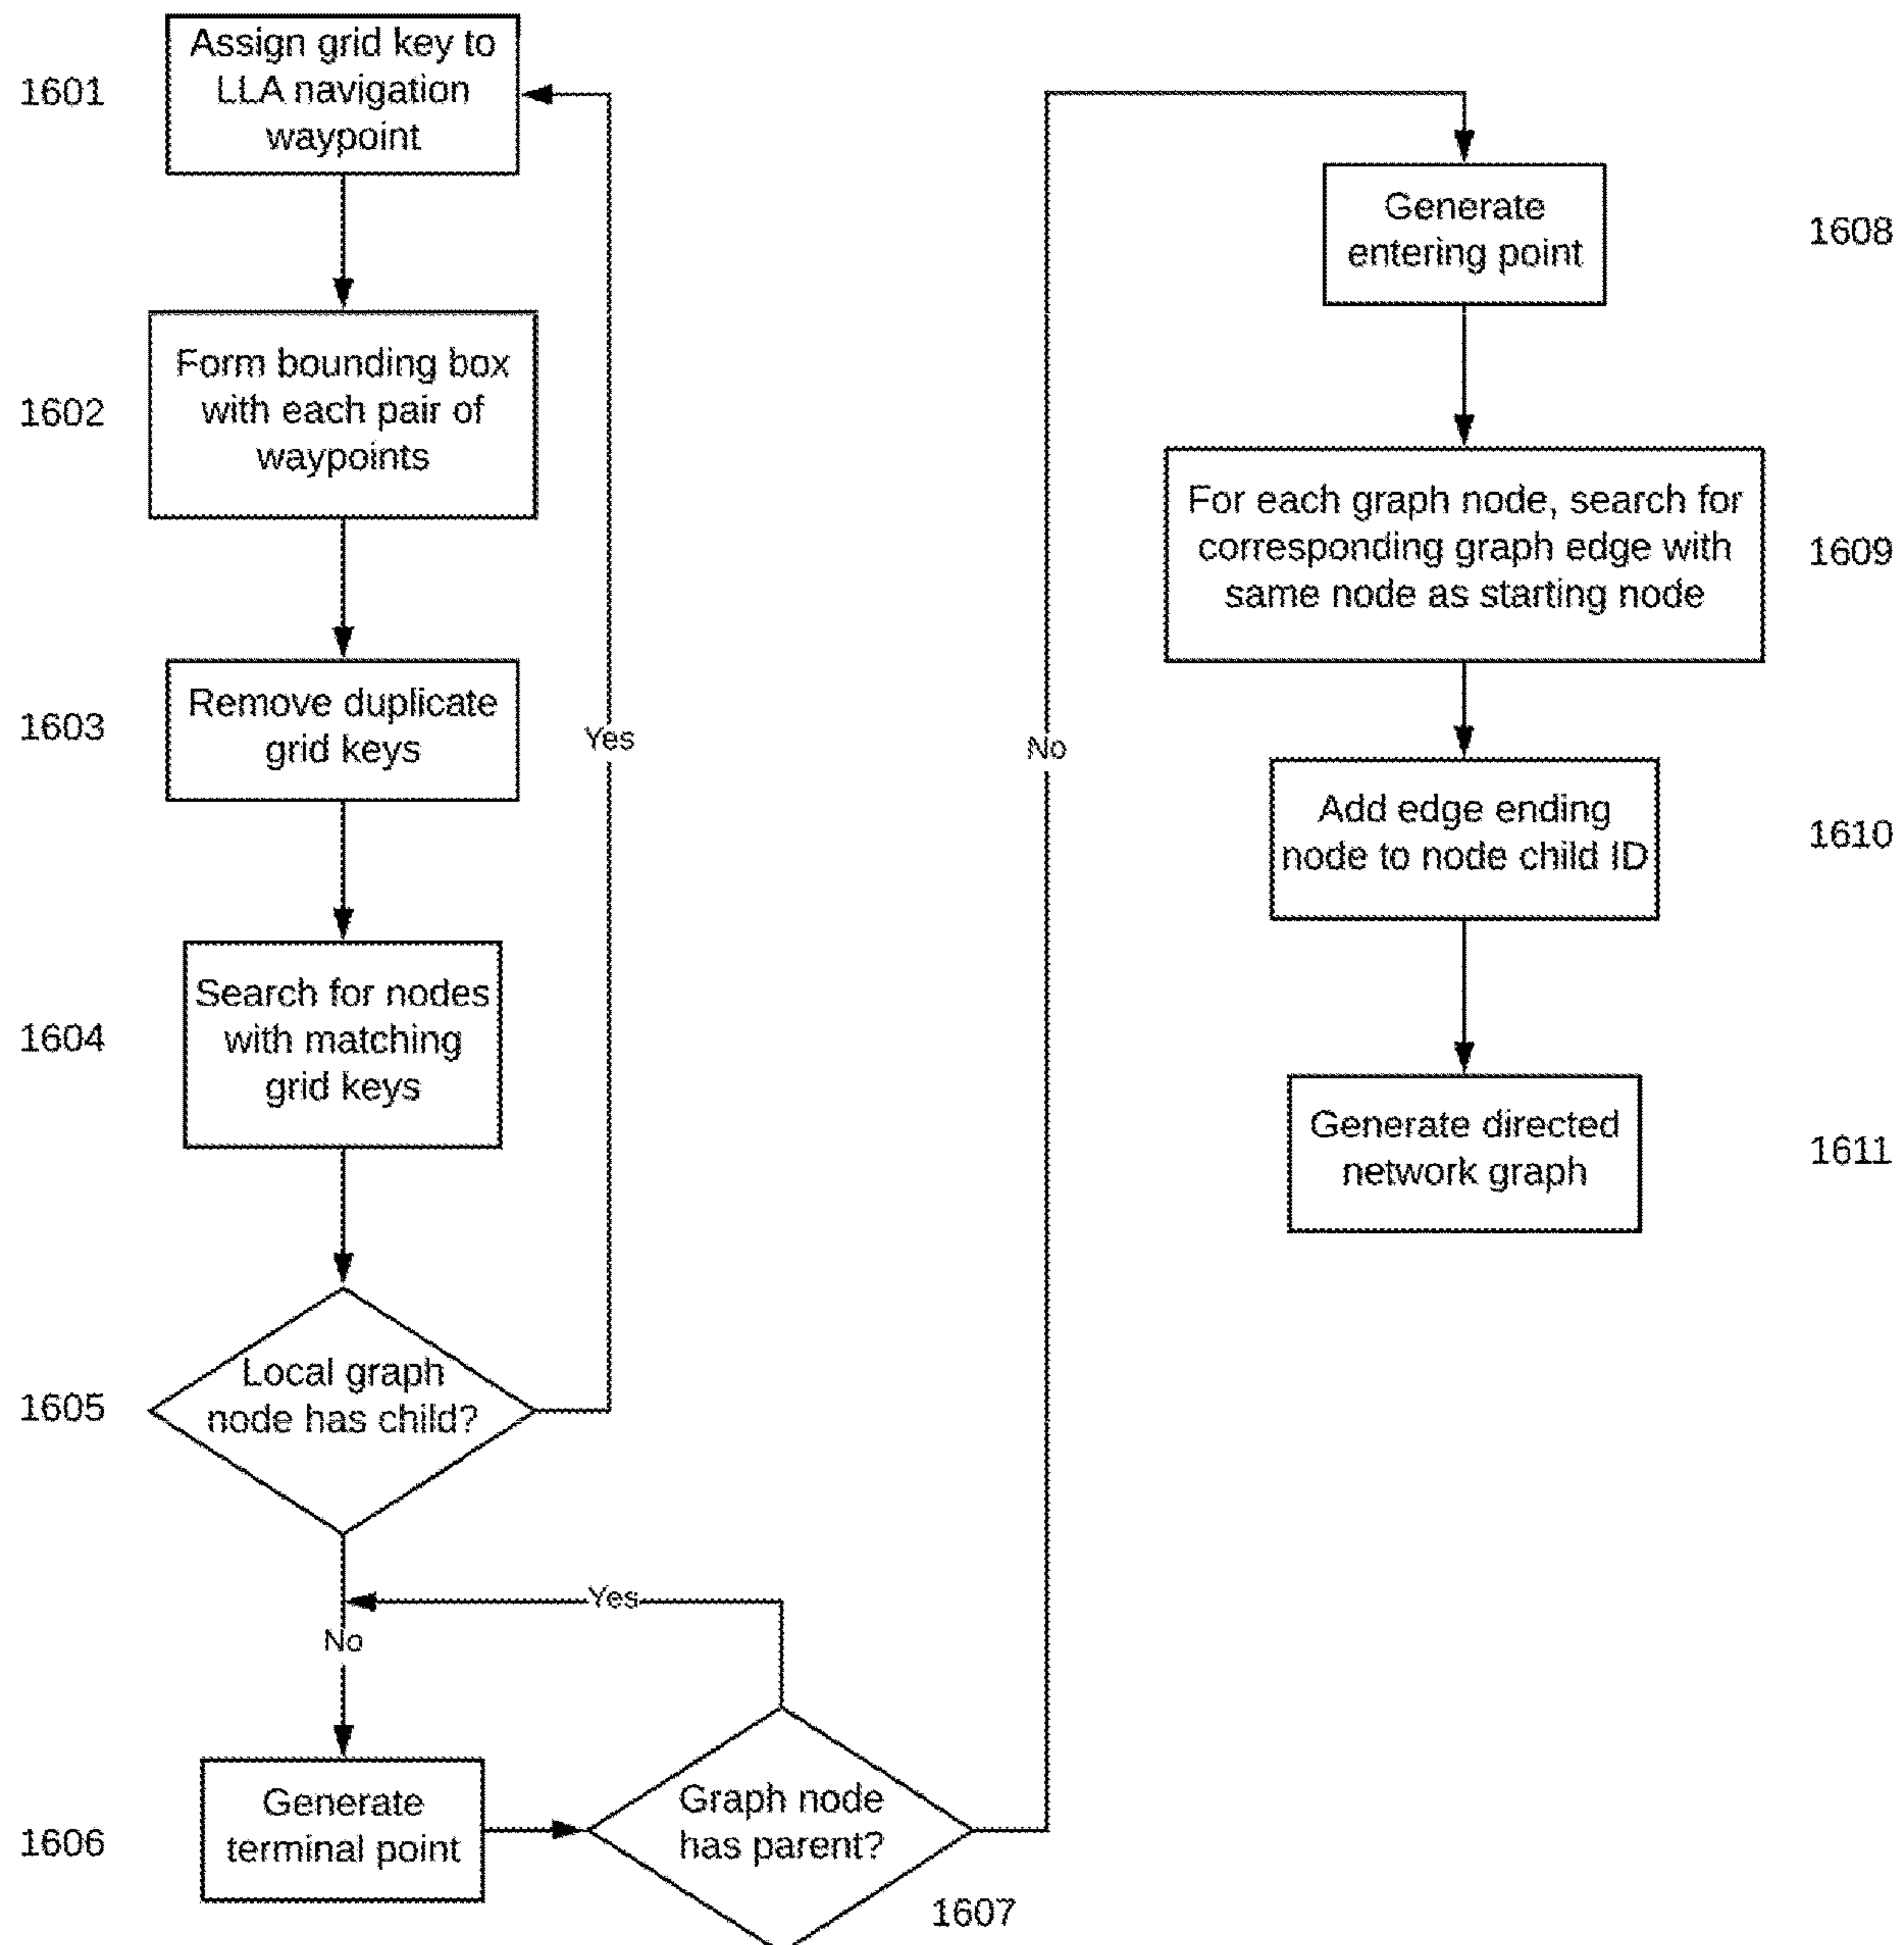 1601
Assign grid key to
LLA navigation
waypoint
1602
Form bounding box
with each pair of
waypoints
1603
Remove duplicate
grid keys
Yes
1604
Search for nodes
with matching
grid keys
1605
Local graph
node has child?
Yes
No
1606
Generate
terminal point
Graph node
has parent?
1607
No
Generate
entering point
1608
For each graph node, search for
corresponding graph edge with
same node as starting node
1609
Add edge ending
node to node child ID
1610
Generate directed
network graph
1611